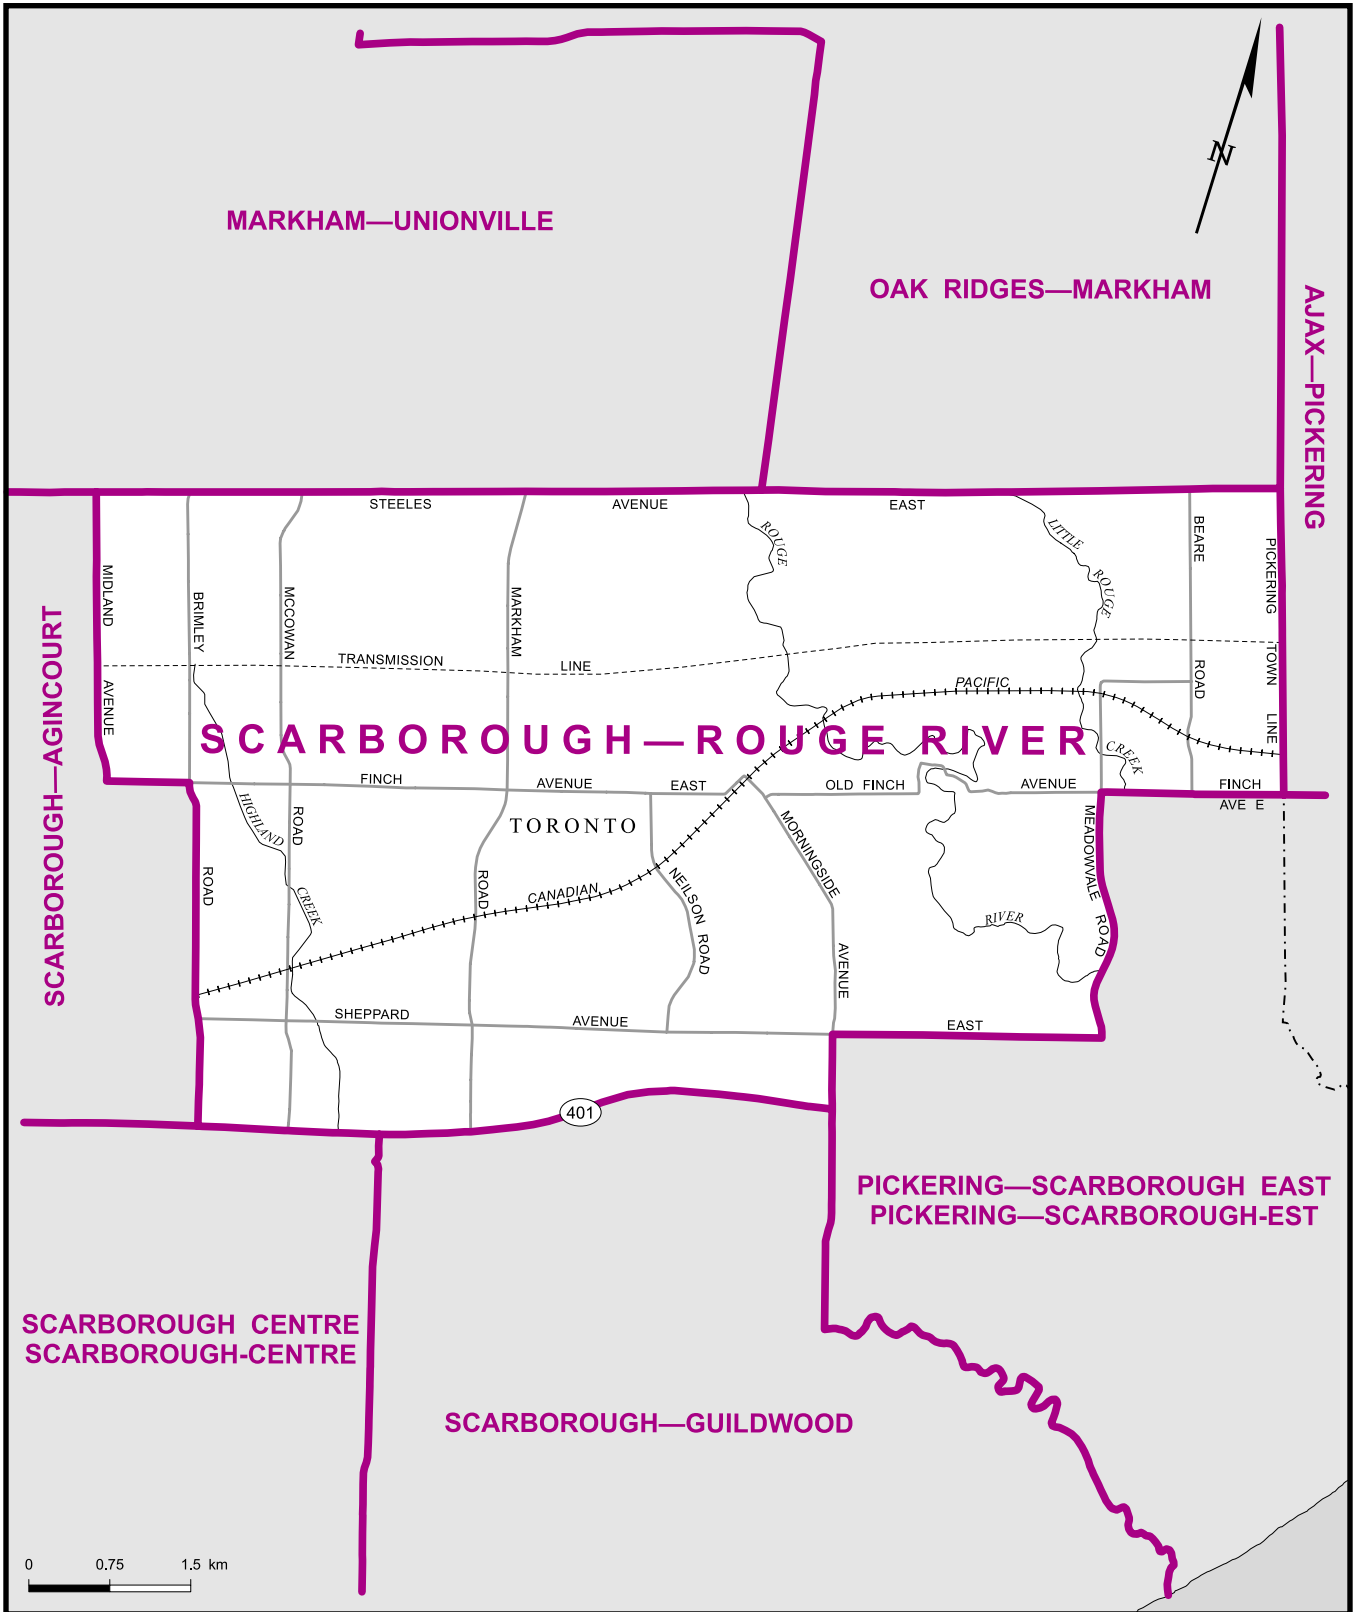 N
MARKHAM—UNIONVILLE
OAK RIDGES—MARKHAM
AJAX—PICKERING
STEELES AVENUE EAST
MIDLAND AVENUE
BRIMLEY ROAD
MCCOWAN ROAD
MARKHAM ROAD
ROUGE RIVER
LITTLE ROUGE CREEK
BEARE ROAD
PICKERING TOWN LINE
SCARBOROUGH—AGINCOURT
TRANSMISSION LINE
CANADIAN PACIFIC
SCARBOROUGH—ROUGE RIVER
FINCH AVENUE EAST
OLD FINCH AVENUE
FINCH
AVE E
HIGHLAND CREEK
TORONTO
NEILSON ROAD
MORNINGSIDE AVENUE
MEADOWVALE ROAD
SHEPPARD AVENUE EAST
401
PICKERING—SCARBOROUGH EAST
PICKERING—SCARBOROUGH-EST
SCARBOROUGH CENTRE
SCARBOROUGH-CENTRE
SCARBOROUGH—GUILDWOOD
0 0.75 1.5 km